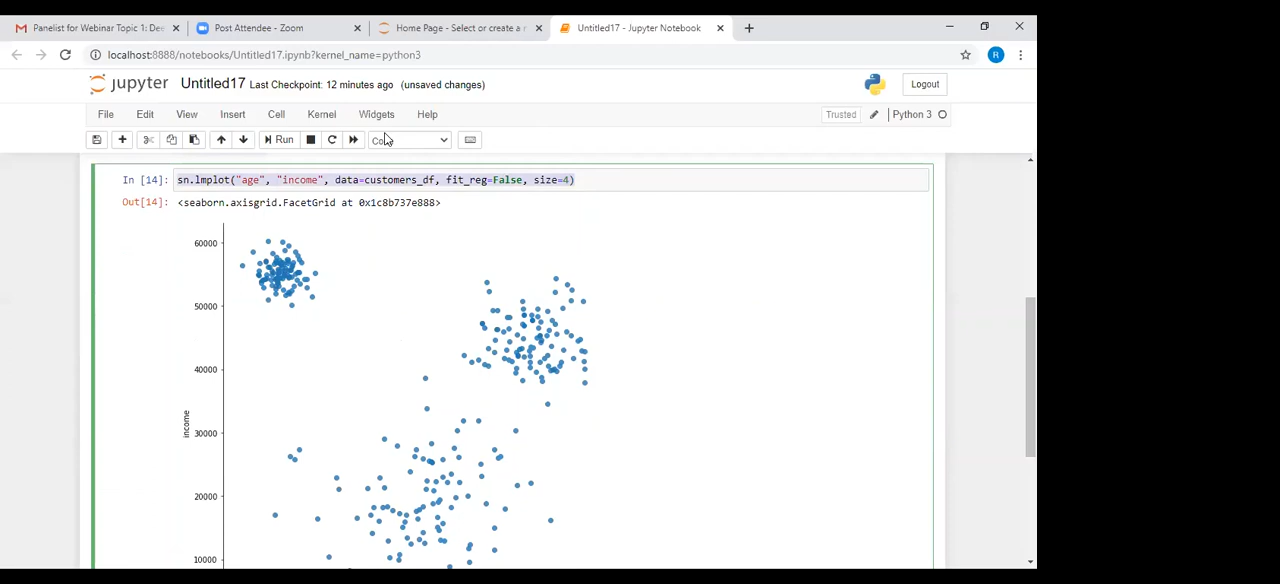 Panelist for Webinar Topic 1: Dee
Post Attendee - Zoom
Home Page - Select or create a n
Untitled17 - Jupyter Notebook
localhost:8888/notebooks/Untitled17.ipynb?kernel_name=python3
R
jupyter Untitled17 Last Checkpoint: 12 minutes ago (unsaved changes)
Logout
File Edit View Insert Cell Kernel Widgets Help
Trusted
Python 3
Run
In [14]: sn.lmplot("age", "income", data=customers_df, fit_reg=False, size=4)
Out[14]: <seaborn.axisgrid.FacetGrid at 0x1c8b737e888>
60000
50000
40000
income
30000
20000
10000